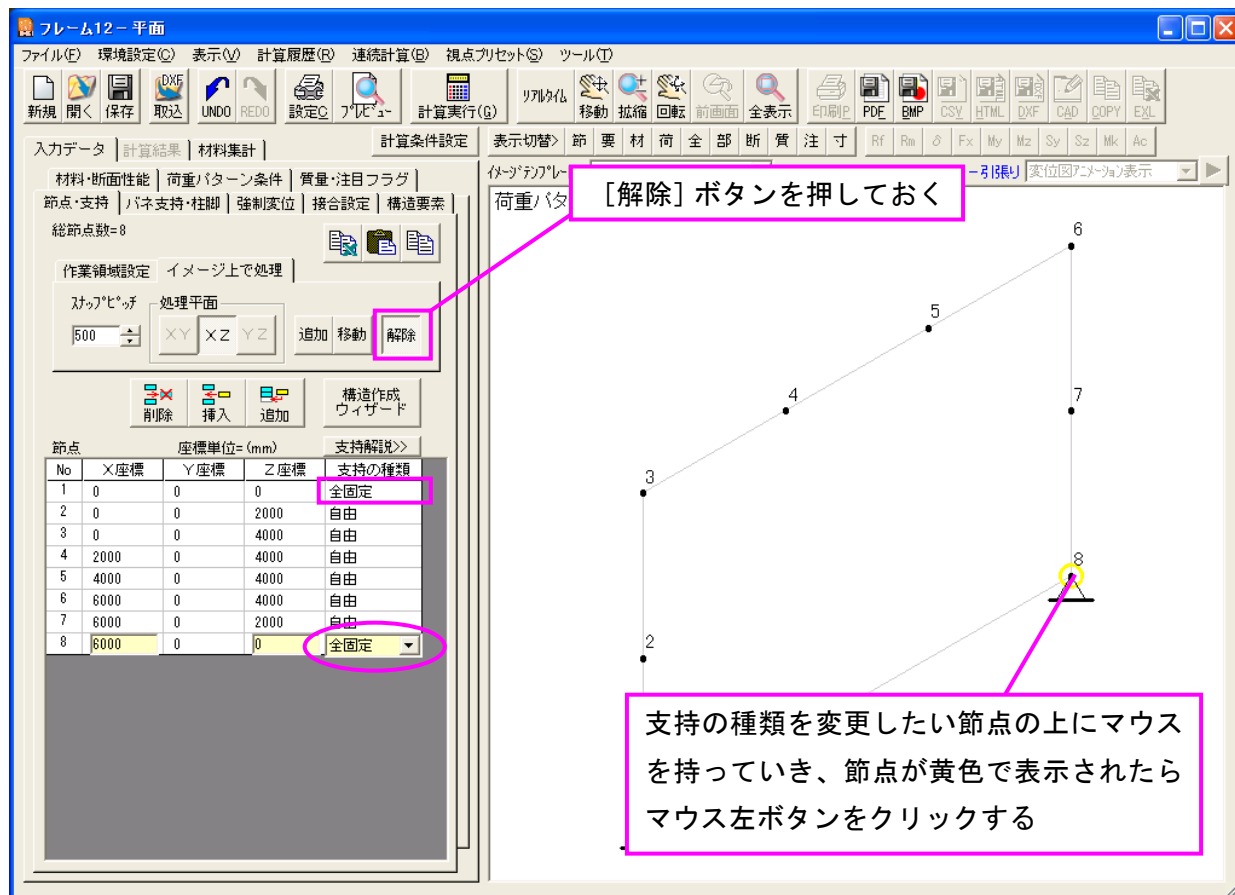 フレーム12－平面
ファイル(F) 環境設定(C) 表示(V) 計算履歴(R) 連続計算(B) 視点プリセット(S) ツール(T)
新規 開く 保存 DXF 取込 UNDO REDO 設定C ﾌﾟﾚﾋﾞｭｰ 計算実行(G) ﾘｱﾙﾀｲﾑ 移動 拡縮 回転 前画面 全表示 印刷P PDF BMP CSV HTML DXF CAD COPY EXL
入力データ 計算結果 材料集計 計算条件設定 表示切替> 節 要 材 荷 全 部 断 質 注 寸 Rf Rm δ Fx My Mz Sy Sz Mk Ac
材料・断面性能 荷重パターン条件 質量・注目フラグ
ｲﾒｰｼﾞﾃﾝﾌﾟﾚｰ －引張り 変位図ｱﾆﾒｰｼｮﾝ表示
節点・支持 バネ支持・柱脚 強制変位 接合設定 構造要素
荷重パタ
総節点数=8
作業領域設定 イメージ上で処理
ｽﾅｯﾌﾟﾋﾟｯﾁ 処理平面
500 XY XZ YZ 追加 移動 解除
削除 挿入 追加 構造作成
ウィザード
節点 座標単位=(mm) 支持解説>>
No X座標 Y座標 Z座標 支持の種類
1 0 0 0 全固定
2 0 0 2000 自由
3 0 0 4000 自由
4 2000 0 4000 自由
5 4000 0 4000 自由
6 6000 0 4000 自由
7 6000 0 2000 自由
8 6000 0 0 全固定
［解除］ボタンを押しておく
6
5
4
7
3
8
2
支持の種類を変更したい節点の上にマウス
を持っていき、節点が黄色で表示されたら
マウス左ボタンをクリックする